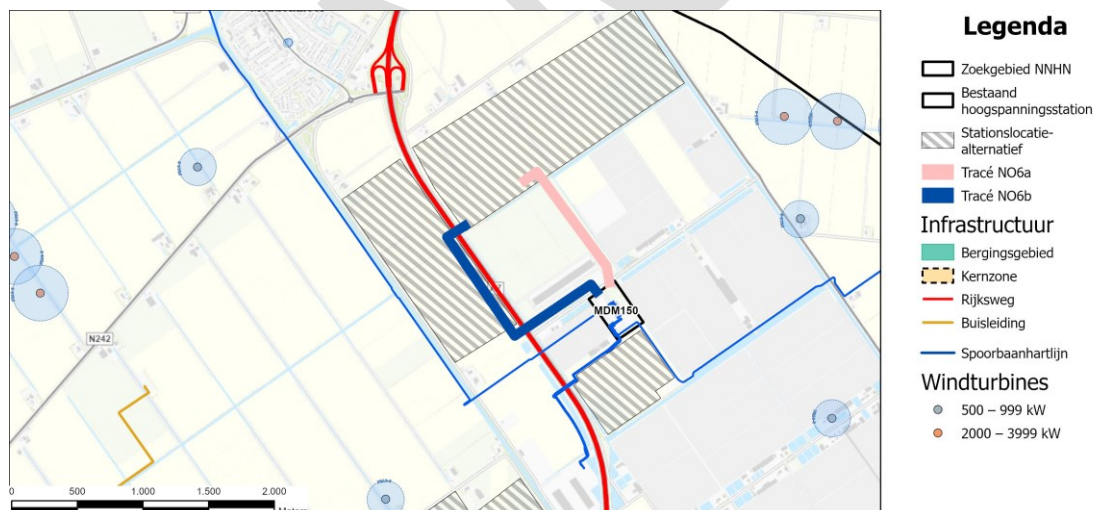 N242
A7
MDM150
0 500 1.000 1.500 2.000
Meters
Legenda
Zoekgebied NNHN
Bestaand
hoogspanningsstation
Stationslocatie-
alternatief
Tracé NO6a
Tracé NO6b
Infrastructuur
Bergingsgebied
Kernzone
Rijksweg
Buisleiding
Spoorbaanhartlijn
Windturbines
500 – 999 kW
2000 – 3999 kW